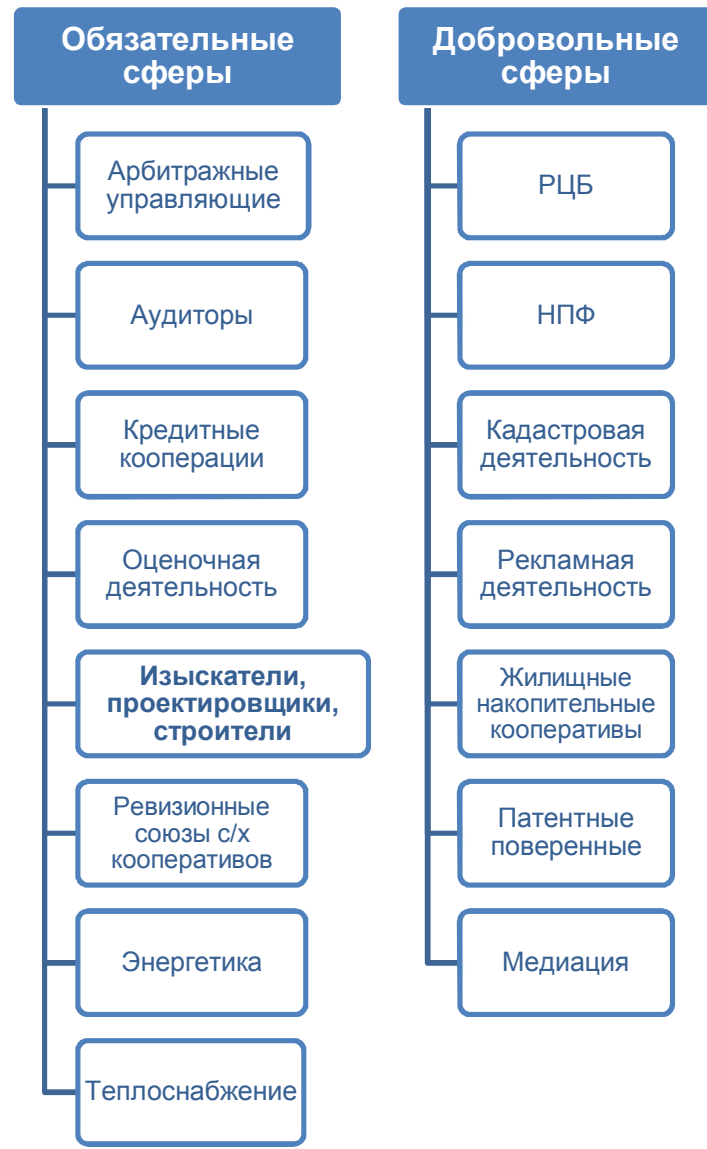 Обязательные
сферы
Арбитражные
управляющие
Аудиторы
Кредитные
кооперации
Оценочная
деятельность
Изыскатели,
проектировщики,
строители
Ревизионные
союзы с/х
кооперативов
Энергетика
Теплоснабжение
Добровольные
сферы
РЦБ
НПФ
Кадастровая
деятельность
Рекламная
деятельность
Жилищные
накопительные
кооперативы
Патентные
поверенные
Медиация